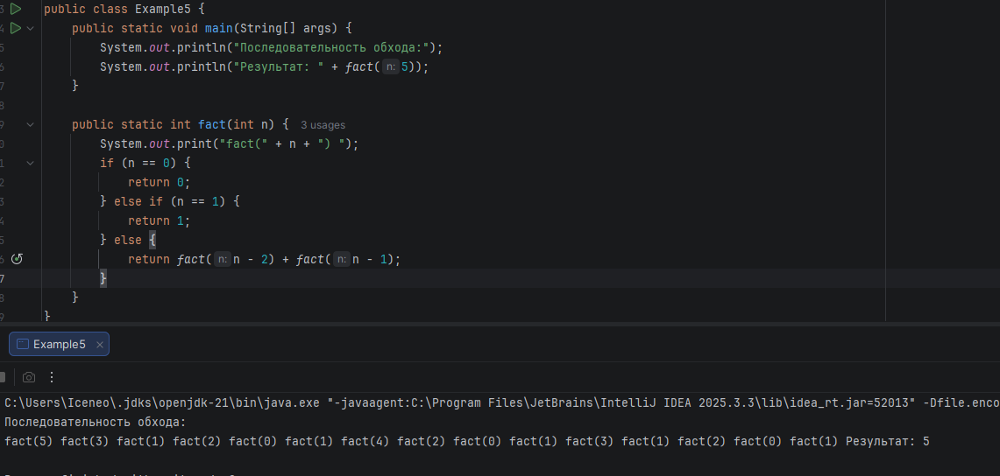 public class Example5 {
public static void main(String[] args) {
System.out.println("Последовательность обхода:");
System.out.println("Результат: " + fact( n: 5));
}
public static int fact(int n) { 3 usages
System.out.print("fact(" + n + ") ");
if (n == 0) {
return 0;
} else if (n == 1) {
return 1;
} else {
return fact( n: n - 2) + fact( n: n - 1);
}
}
}
Example5
C:\Users\Iceneo\.jdks\openjdk-21\bin\java.exe "-javaagent:C:\Program Files\JetBrains\IntelliJ IDEA 2025.3.3\lib\idea_rt.jar=52013" -Dfile.enco
Последовательность обхода:
fact(5) fact(3) fact(1) fact(2) fact(0) fact(1) fact(4) fact(2) fact(0) fact(1) fact(3) fact(1) fact(2) fact(0) fact(1) Результат: 5